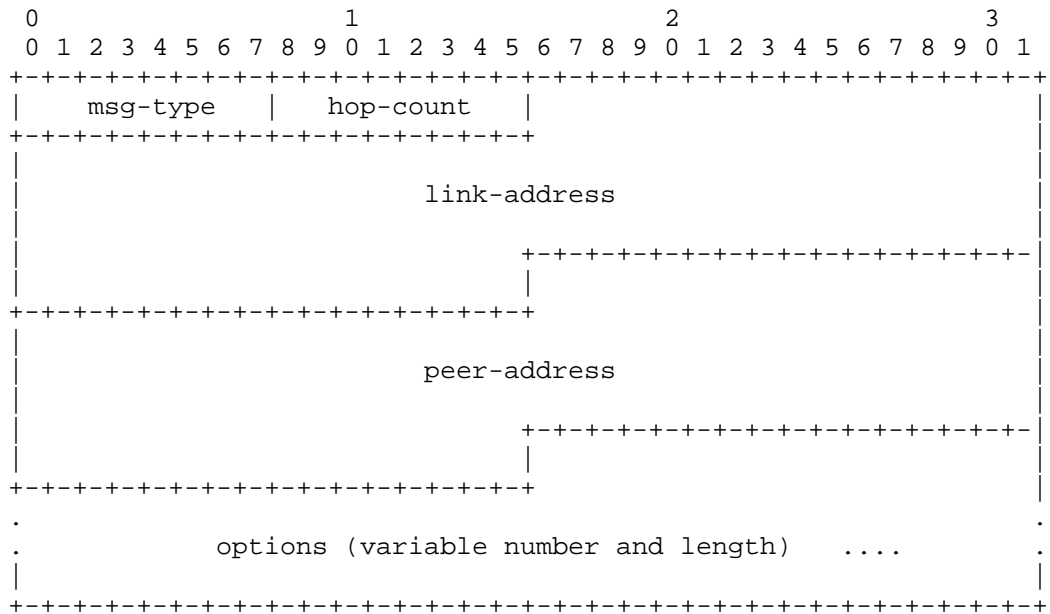 0                   1                   2                   3
 0 1 2 3 4 5 6 7 8 9 0 1 2 3 4 5 6 7 8 9 0 1 2 3 4 5 6 7 8 9 0 1
+-+-+-+-+-+-+-+-+-+-+-+-+-+-+-+-+-+-+-+-+-+-+-+-+-+-+-+-+-+-+-+-+
|    msg-type   |   hop-count   |                               |
+-+-+-+-+-+-+-+-+-+-+-+-+-+-+-+-+                               |
|                                                               |
|                         link-address                          |
|                                                               |
|                               +-+-+-+-+-+-+-+-+-+-+-+-+-+-+-+-|
|                               |                               |
+-+-+-+-+-+-+-+-+-+-+-+-+-+-+-+-+                               |
|                                                               |
|                         peer-address                          |
|                                                               |
|                               +-+-+-+-+-+-+-+-+-+-+-+-+-+-+-+-|
|                               |                               |
+-+-+-+-+-+-+-+-+-+-+-+-+-+-+-+-+                               |
.                                                               .
.            options (variable number and length)   ....        .
|                                                               |
+-+-+-+-+-+-+-+-+-+-+-+-+-+-+-+-+-+-+-+-+-+-+-+-+-+-+-+-+-+-+-+-+